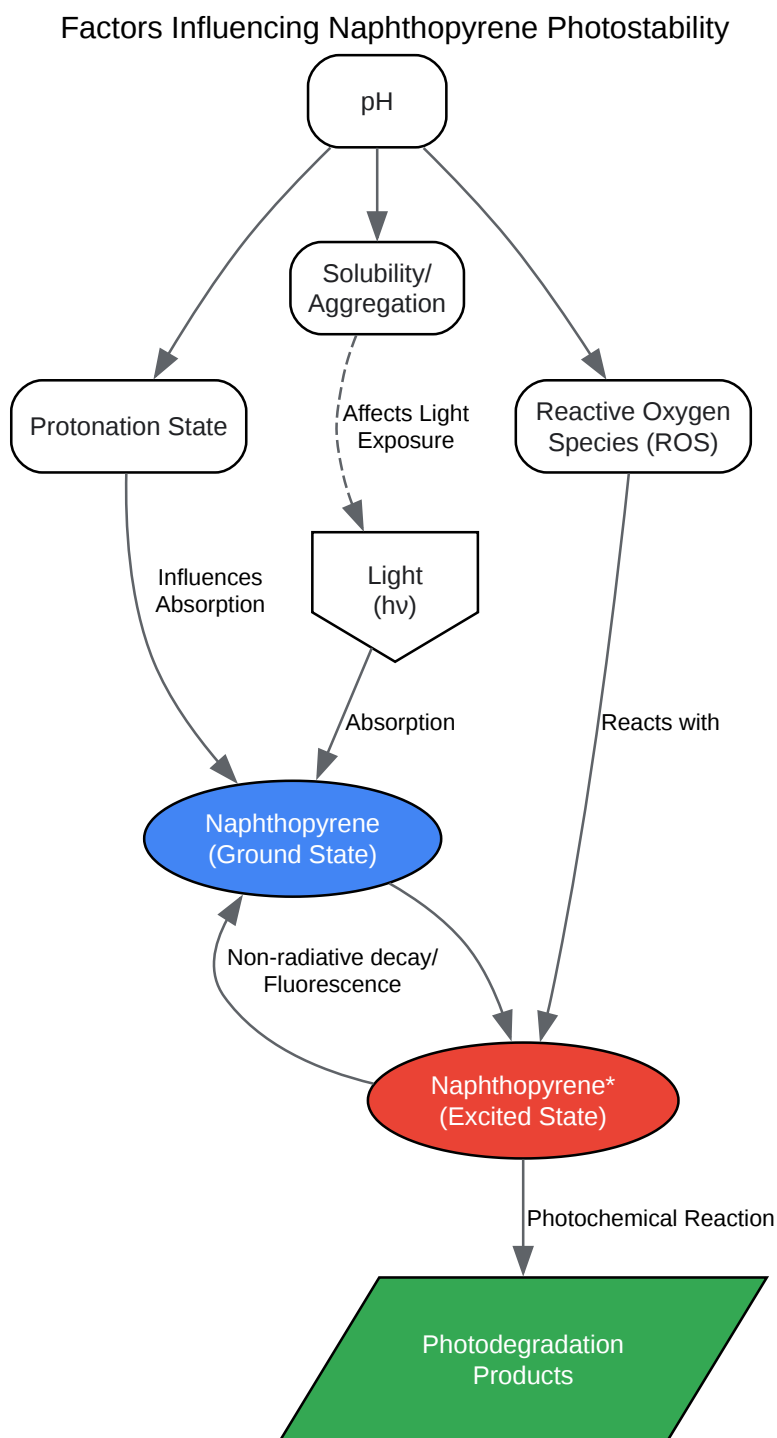 Factors Influencing Naphthopyrene Photostability
pH
Solubility/
Aggregation
Protonation State
Affects Light
Exposure
Reactive Oxygen
Species (ROS)
Influences
Absorption
Light
(hν)
Absorption
Reacts with
Naphthopyrene
(Ground State)
Non-radiative decay/
Fluorescence
Naphthopyrene*
(Excited State)
Photochemical Reaction
Photodegradation
Products